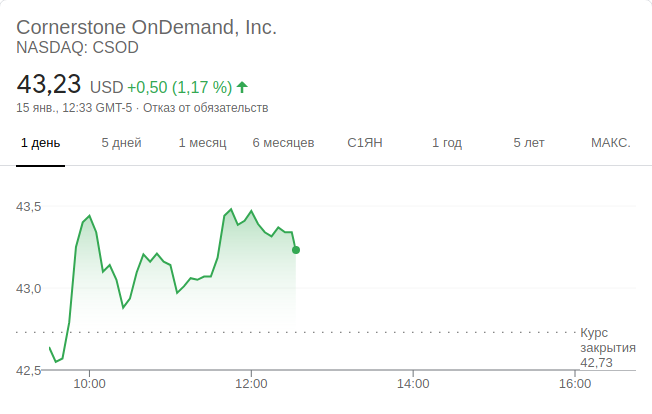 Cornerstone OnDemand, Inc.
NASDAQ: CSOD
43,23 USD +0,50 (1,17 %)
15 янв., 12:33 GMT-5 · Отказ от обязательств
1 день 5 дней 1 месяц 6 месяцев С1ЯН 1 год 5 лет МАКС.
43,5
43,0
Курс
закрытия
42,73
42,5
10:00 12:00 14:00 16:00